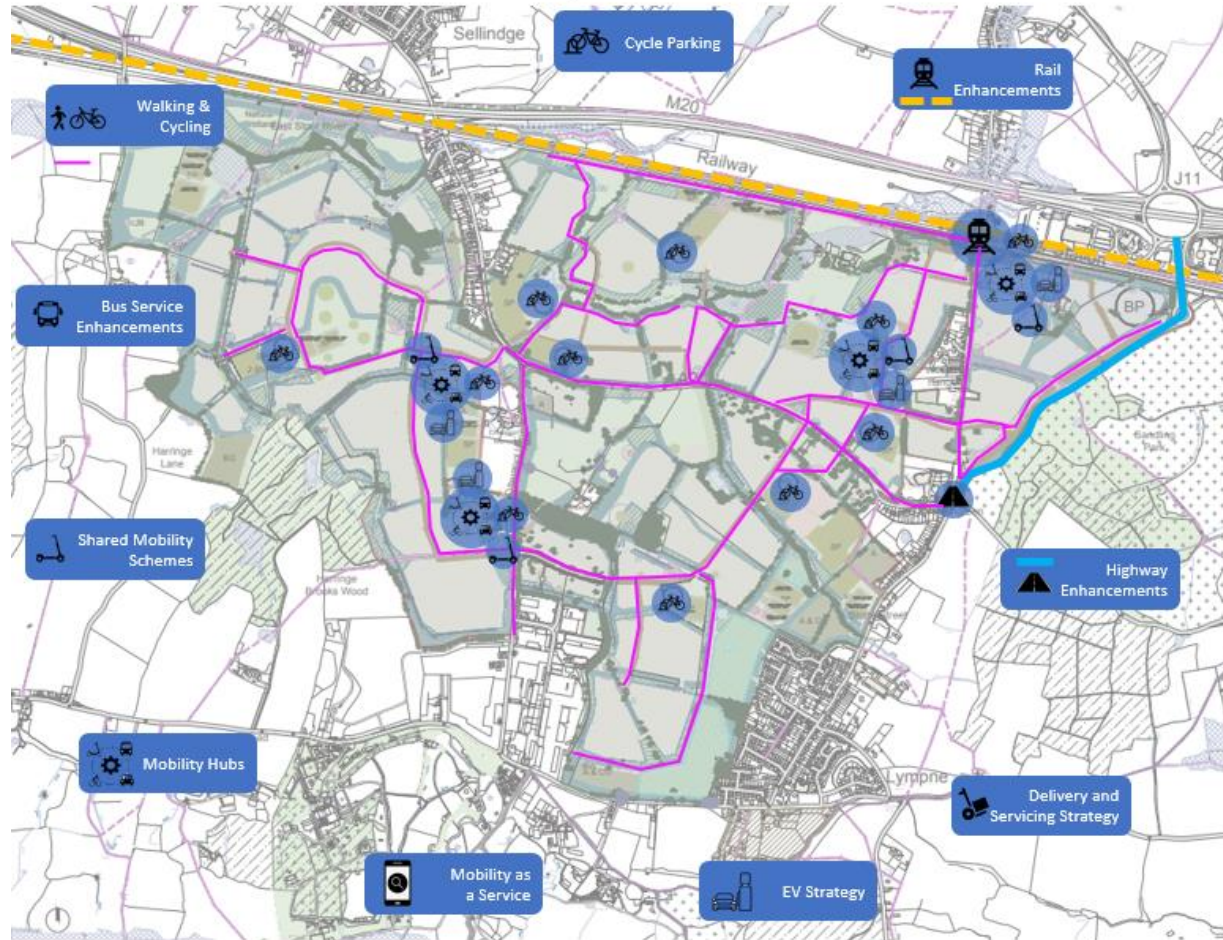 Sellindge
Cycle Parking
Rail
Enhancements
M20
Walking &
Cycling
Railway
J11
Bus Service
Enhancements
BP
Harringe
Lane
Shared Mobility
Schemes
Harringe
Brooks Wood
Highway
Enhancements
Mobility Hubs
Lympne
Delivery and
Servicing Strategy
Mobility as
a Service
EV Strategy